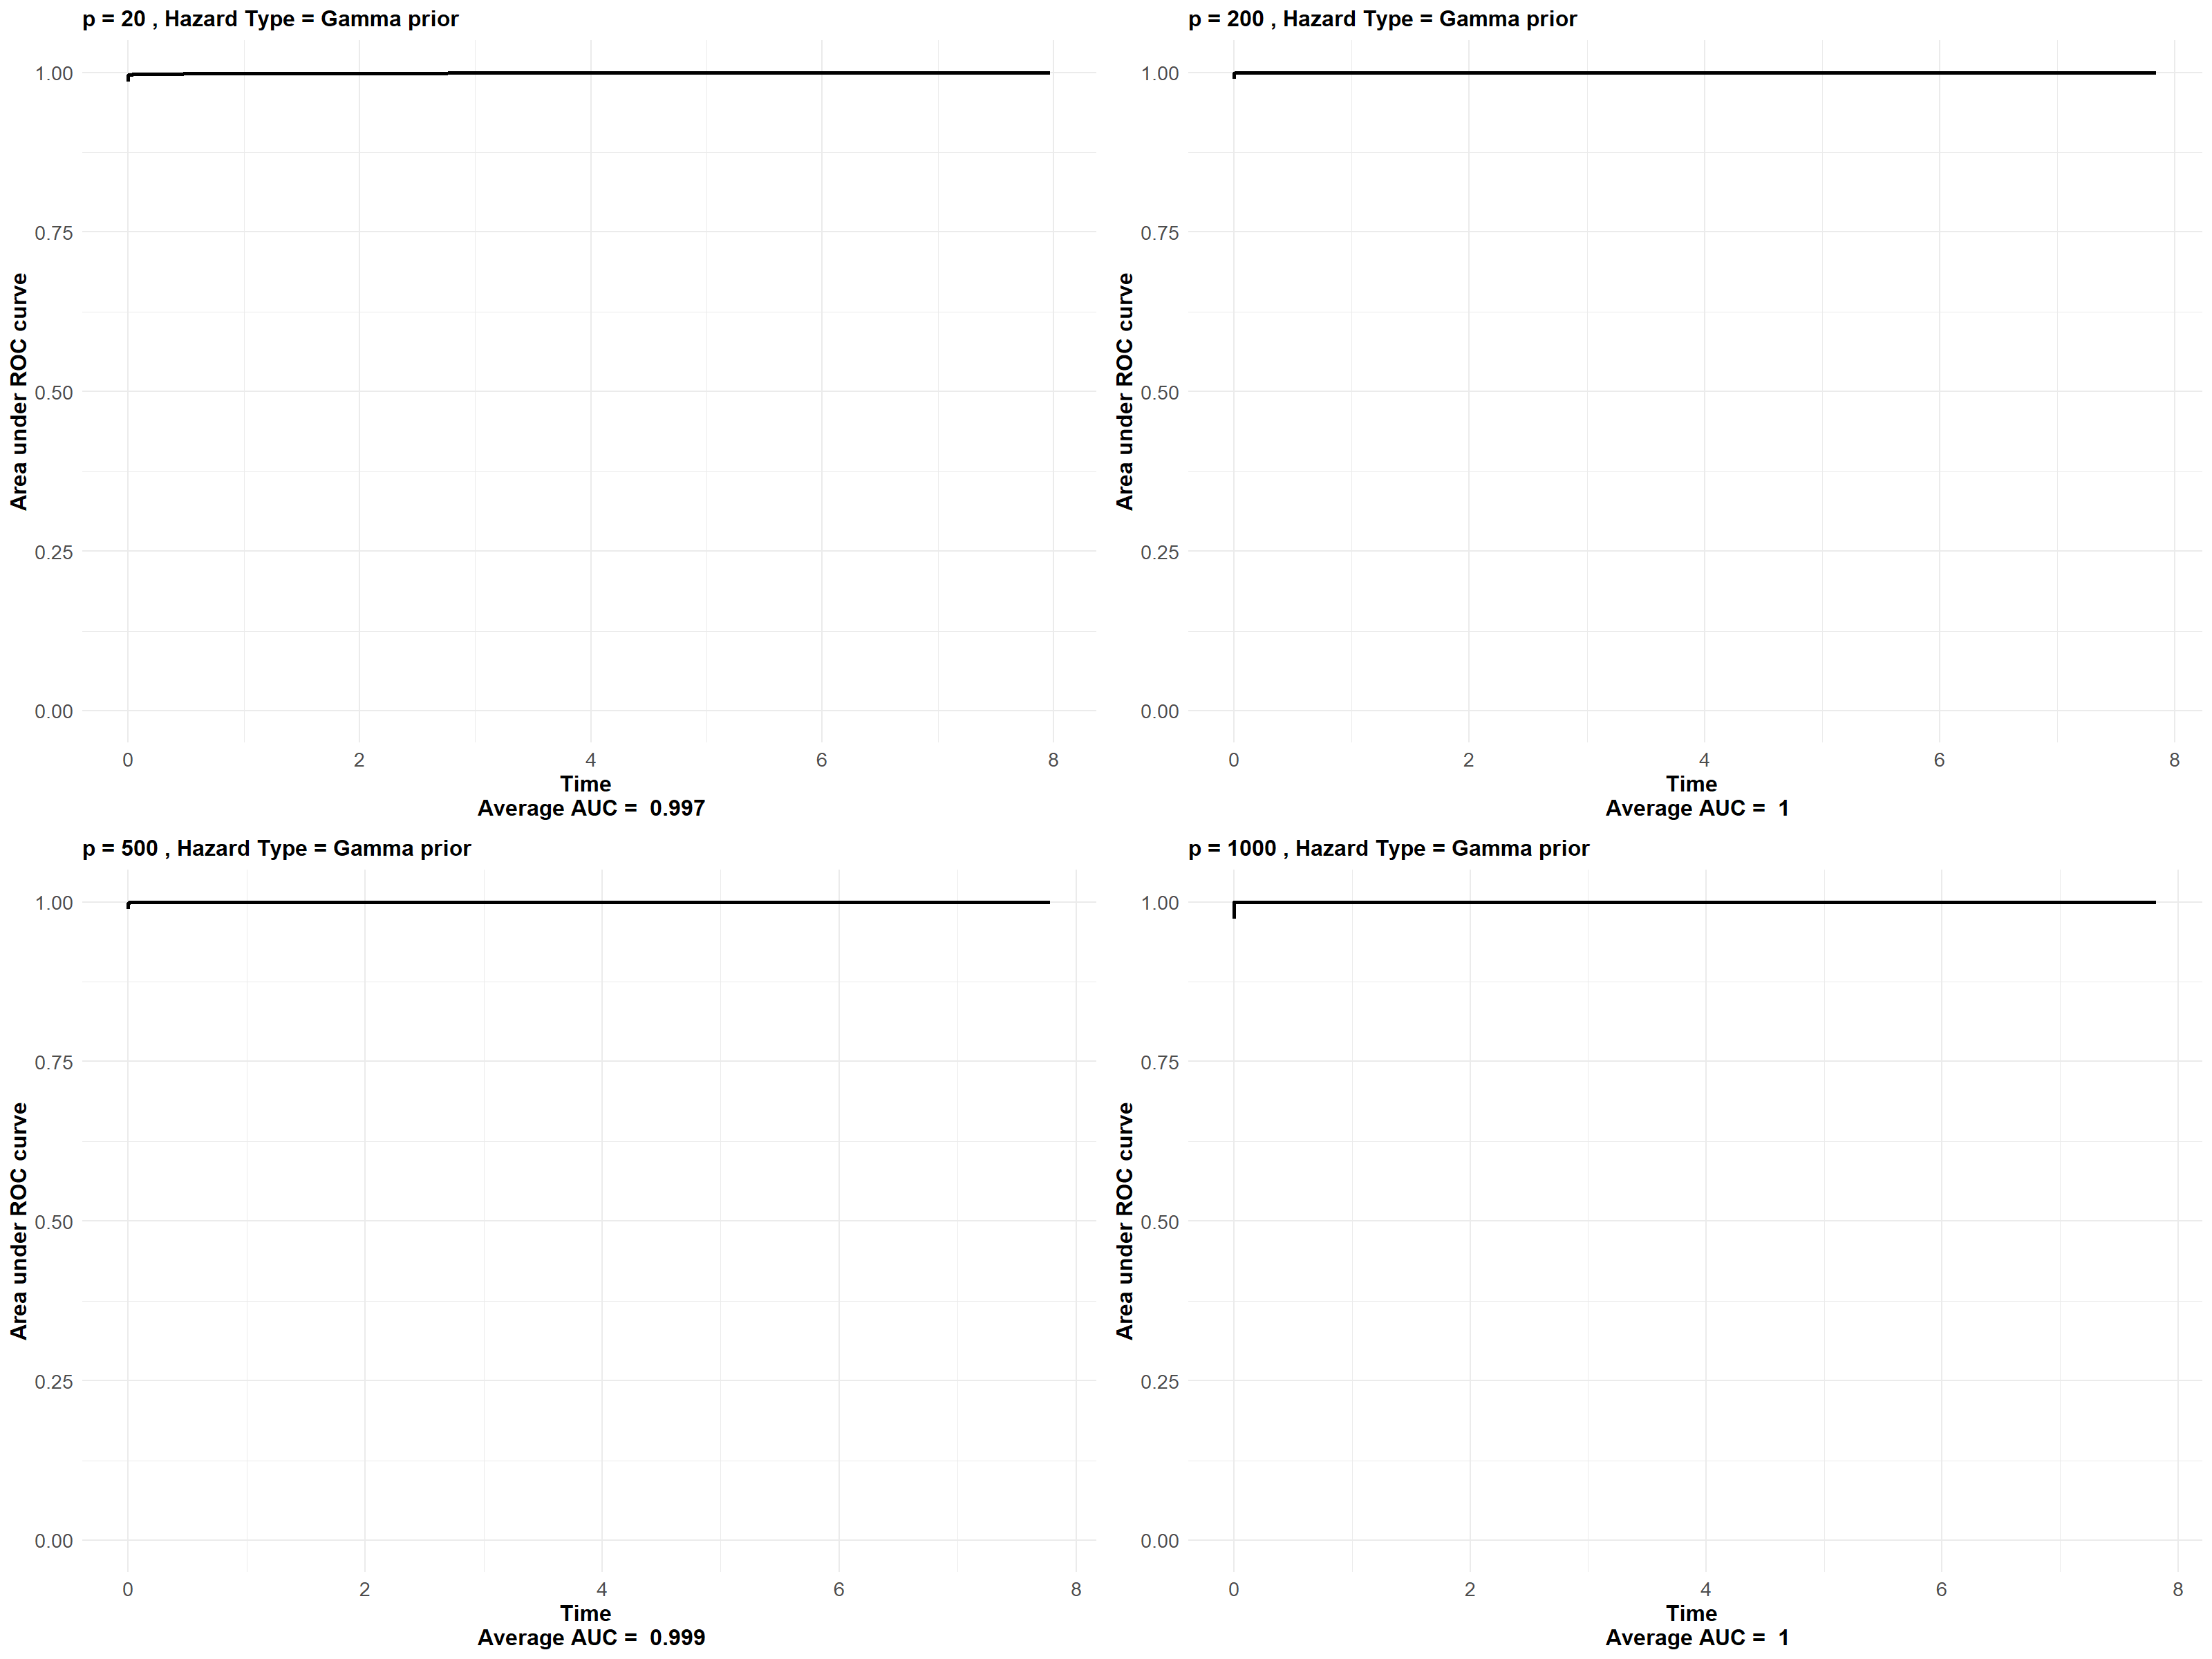 p = 20 , Hazard Type = Gamma prior
1.00
0.75
0.50
0.25
0.00
Area under ROC curve
0 2 4 6 8
Time
Average AUC =  0.997
p = 200 , Hazard Type = Gamma prior
1.00
0.75
0.50
0.25
0.00
Area under ROC curve
0 2 4 6 8
Time
Average AUC =  1
p = 500 , Hazard Type = Gamma prior
1.00
0.75
0.50
0.25
0.00
Area under ROC curve
0 2 4 6 8
Time
Average AUC =  0.999
p = 1000 , Hazard Type = Gamma prior
1.00
0.75
0.50
0.25
0.00
Area under ROC curve
0 2 4 6 8
Time
Average AUC =  1